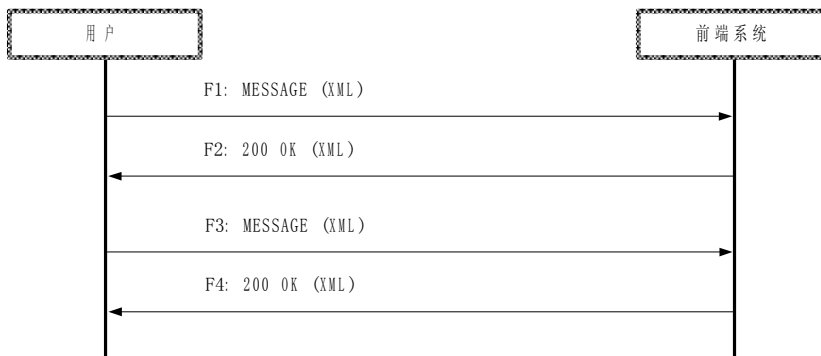 用户
前端系统
F1: MESSAGE (XML)
F2: 200 OK (XML)
F3: MESSAGE (XML)
F4: 200 OK (XML)